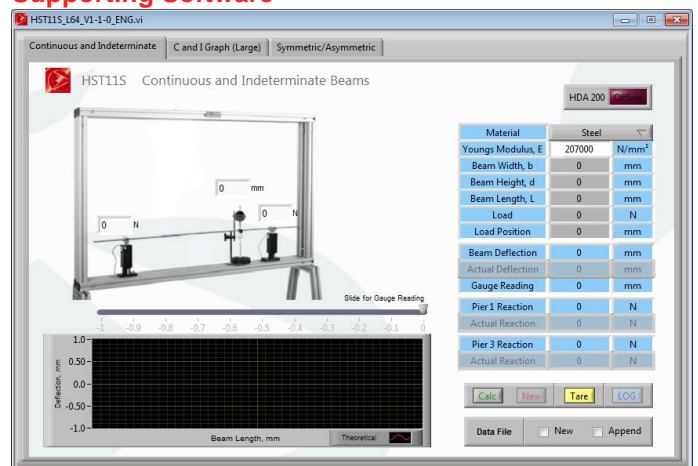 Supporting Software
HST11S_L64_V1-1-0_ENG.vi
Continuous and Indeterminate C and I Graph (Large) Symmetric/Asymmetric
HST11S Continuous and Indeterminate Beams
HDA 200 Offline
0 mm
0 N
0 N
Slide for Gauge Reading
-1 -0.9 -0.8 -0.7 -0.6 -0.5 -0.4 -0.3 -0.2 -0.1 0
Deflection, mm
1.0
0.50
0.0
-0.50
-1.0
Beam Length, mm
Theoretical
Material Steel
Youngs Modulus, E 207000 N/mm²
Beam Width, b 0 mm
Beam Height, d 0 mm
Beam Length, L 0 mm
Load 0 N
Load Position 0 mm
Beam Deflection 0 mm
Actual Deflection 0 mm
Gauge Reading 0 mm
Pier 1 Reaction 0 N
Actual Reaction 0 N
Pier 3 Reaction 0 N
Actual Reaction 0 N
Calc New Tare LOG
Data File New Append